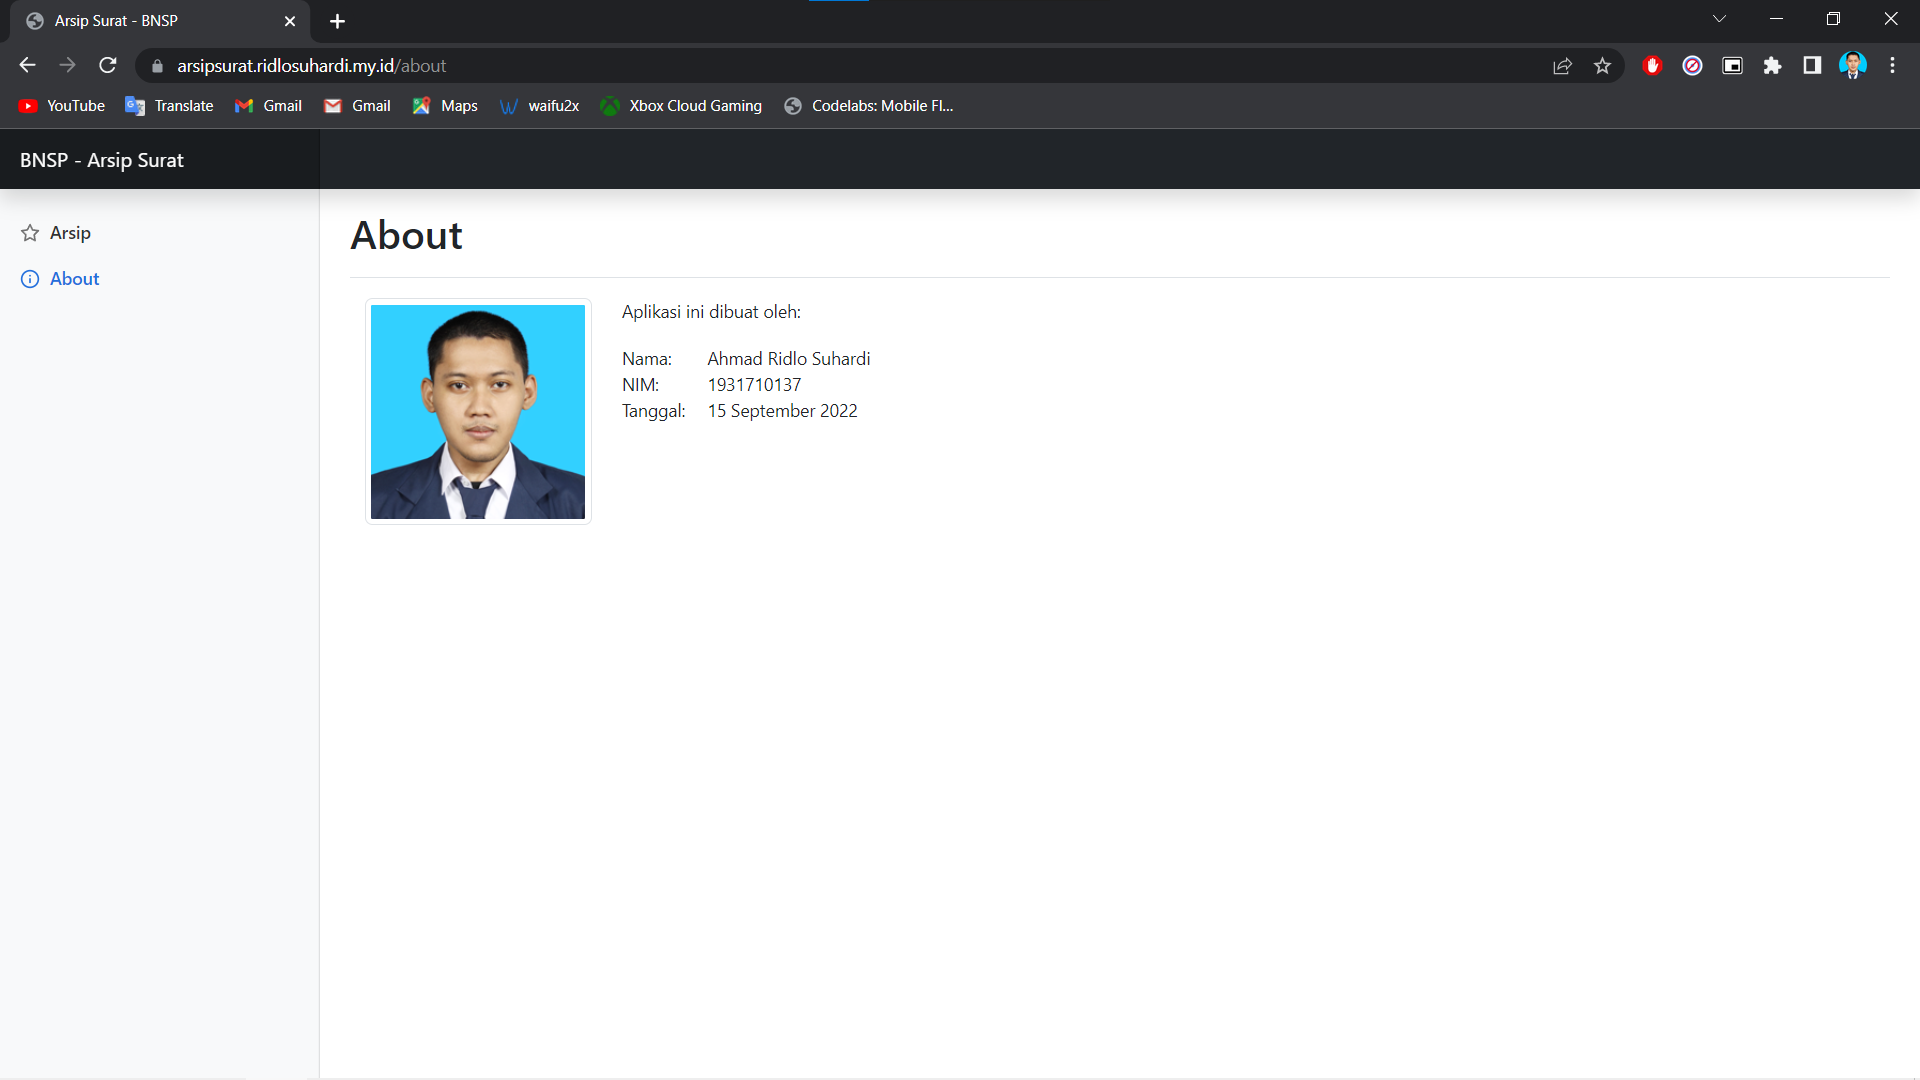 Arsip Surat - BNSP
arsipsurat.ridlosuhardi.my.id/about
YouTube Translate Gmail Gmail Maps waifu2x Xbox Cloud Gaming Codelabs: Mobile Fl...
BNSP - Arsip Surat
Arsip
About
About
Aplikasi ini dibuat oleh:
Nama: Ahmad Ridlo Suhardi
NIM: 1931710137
Tanggal: 15 September 2022